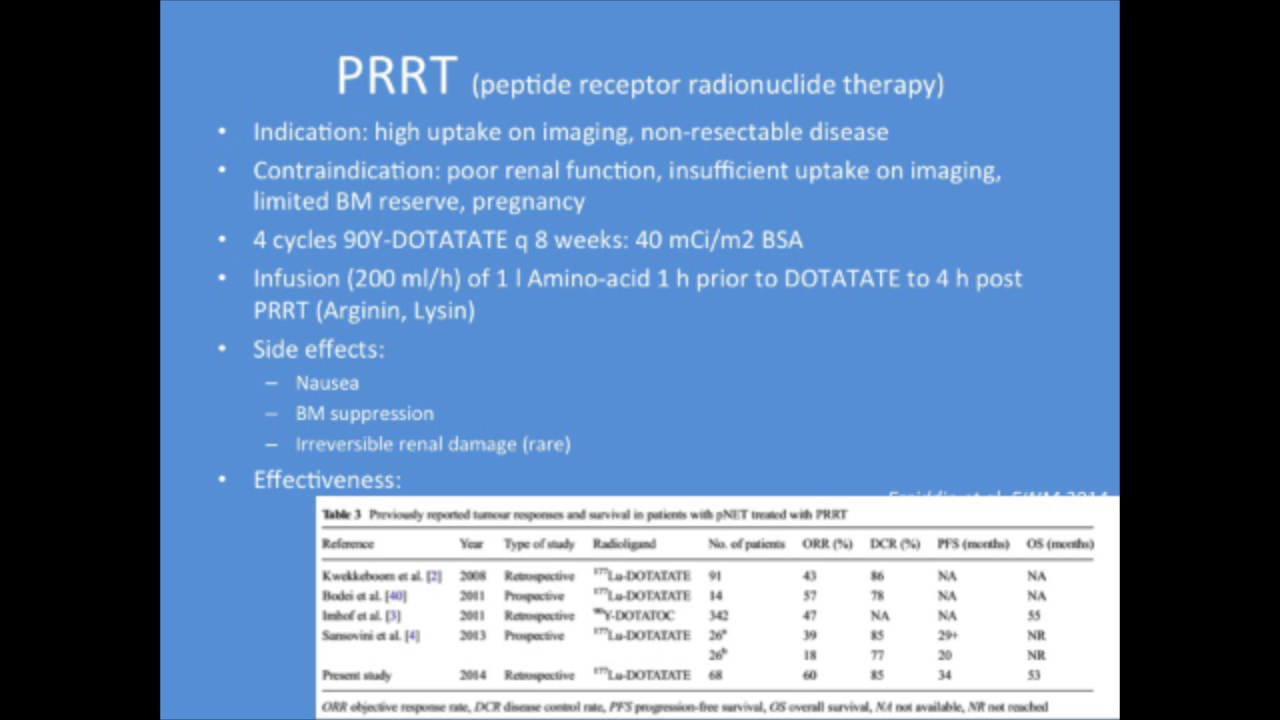 PRRT (peptide receptor radionuclide therapy)
• Indication: high uptake on imaging, non-resectable disease
• Contraindication: poor renal function, insufficient uptake on imaging,
limited BM reserve, pregnancy
• 4 cycles 90Y-DOTATATE q 8 weeks: 40 mCi/m2 BSA
• Infusion (200 ml/h) of 1 l Amino-acid 1 h prior to DOTATATE to 4 h post
PRRT (Arginin, Lysin)
• Side effects:
– Nausea
– BM suppression
– Irreversible renal damage (rare)
• Effectiveness:
et al. 2014
Table 3 Previously reported tumour responses and survival in patients with pNET treated with PRRT
Reference Year Type of study Radioligand No. of patients ORR (%) DCR (%) PFS (months) OS (months)
Kwekkeboom et al. [2] 2008 Retrospective 177Lu-DOTATATE 91 43 86 NA NA
Bodei et al. [40] 2011 Prospective 177Lu-DOTATATE 14 57 78 NA NA
Imhof et al. [3] 2011 Retrospective 90Y-DOTATOC 342 47 NA NA 55
Sansovini et al. [4] 2013 Prospective 177Lu-DOTATATE 26a 39 85 29+ NR
26b 18 77 20 NR
Present study 2014 Retrospective 177Lu-DOTATATE 68 60 85 34 53
ORR objective response rate, DCR disease control rate, PFS progression-free survival, OS overall survival, NA not available, NR not reached